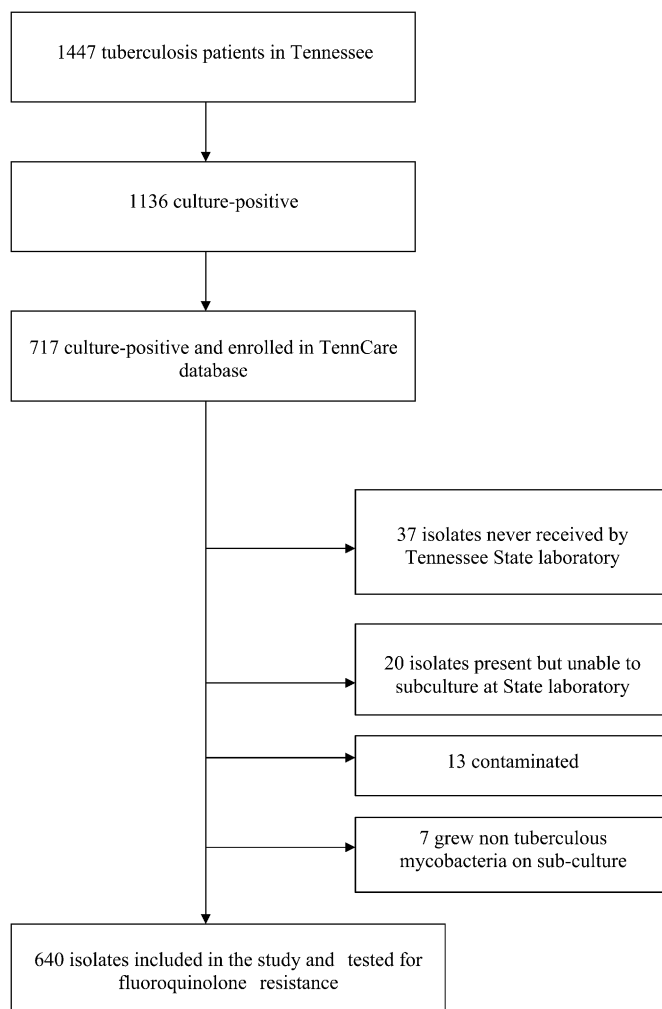 1447 tuberculosis patients in Tennessee
1136 culture-positive
717 culture-positive and enrolled in TennCare
database
37 isolates never received by
Tennessee State laboratory
20 isolates present but unable to
subculture at State laboratory
13 contaminated
7 grew non tuberculous
mycobacteria on sub-culture
640 isolates included in the study and tested for
fluoroquinolone resistance